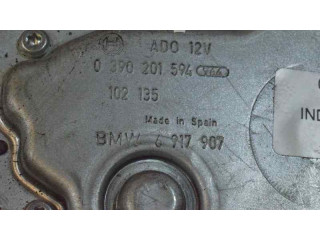 ADO 12V
0 390 201 594
102 135
Made in Spain
BMW 6 917 907
IND